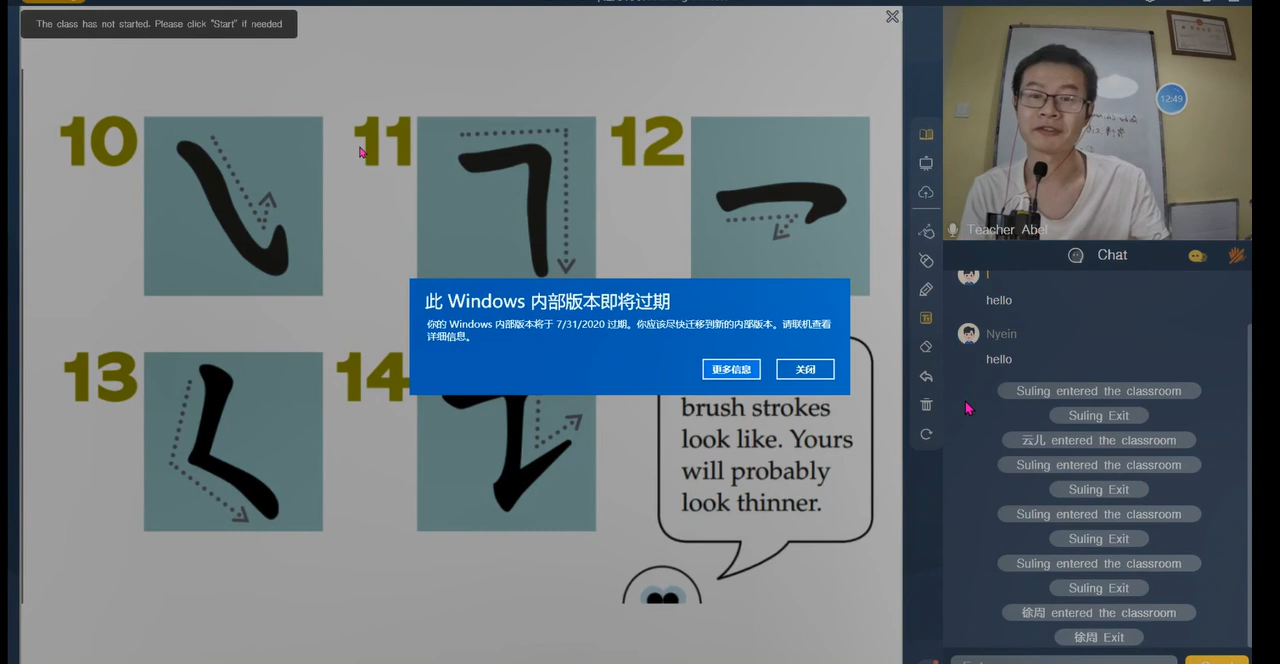 The class has not started. Please click "Start" if needed
10
11
12
13
14
此 Windows 内部版本即将过期
你的 Windows 内部版本将于 7/31/2020 过期。你应该尽快迁移到新的内部版本。请联机查看
详细信息。
更多信息
关闭
brush strokes
look like. Yours
will probably
look thinner.
12:49
Teacher Abel
Chat
hello
Nyein
hello
Suling entered the classroom
Suling Exit
云儿 entered the classroom
Suling entered the classroom
Suling Exit
Suling entered the classroom
Suling Exit
Suling entered the classroom
Suling Exit
徐周 entered the classroom
徐周 Exit